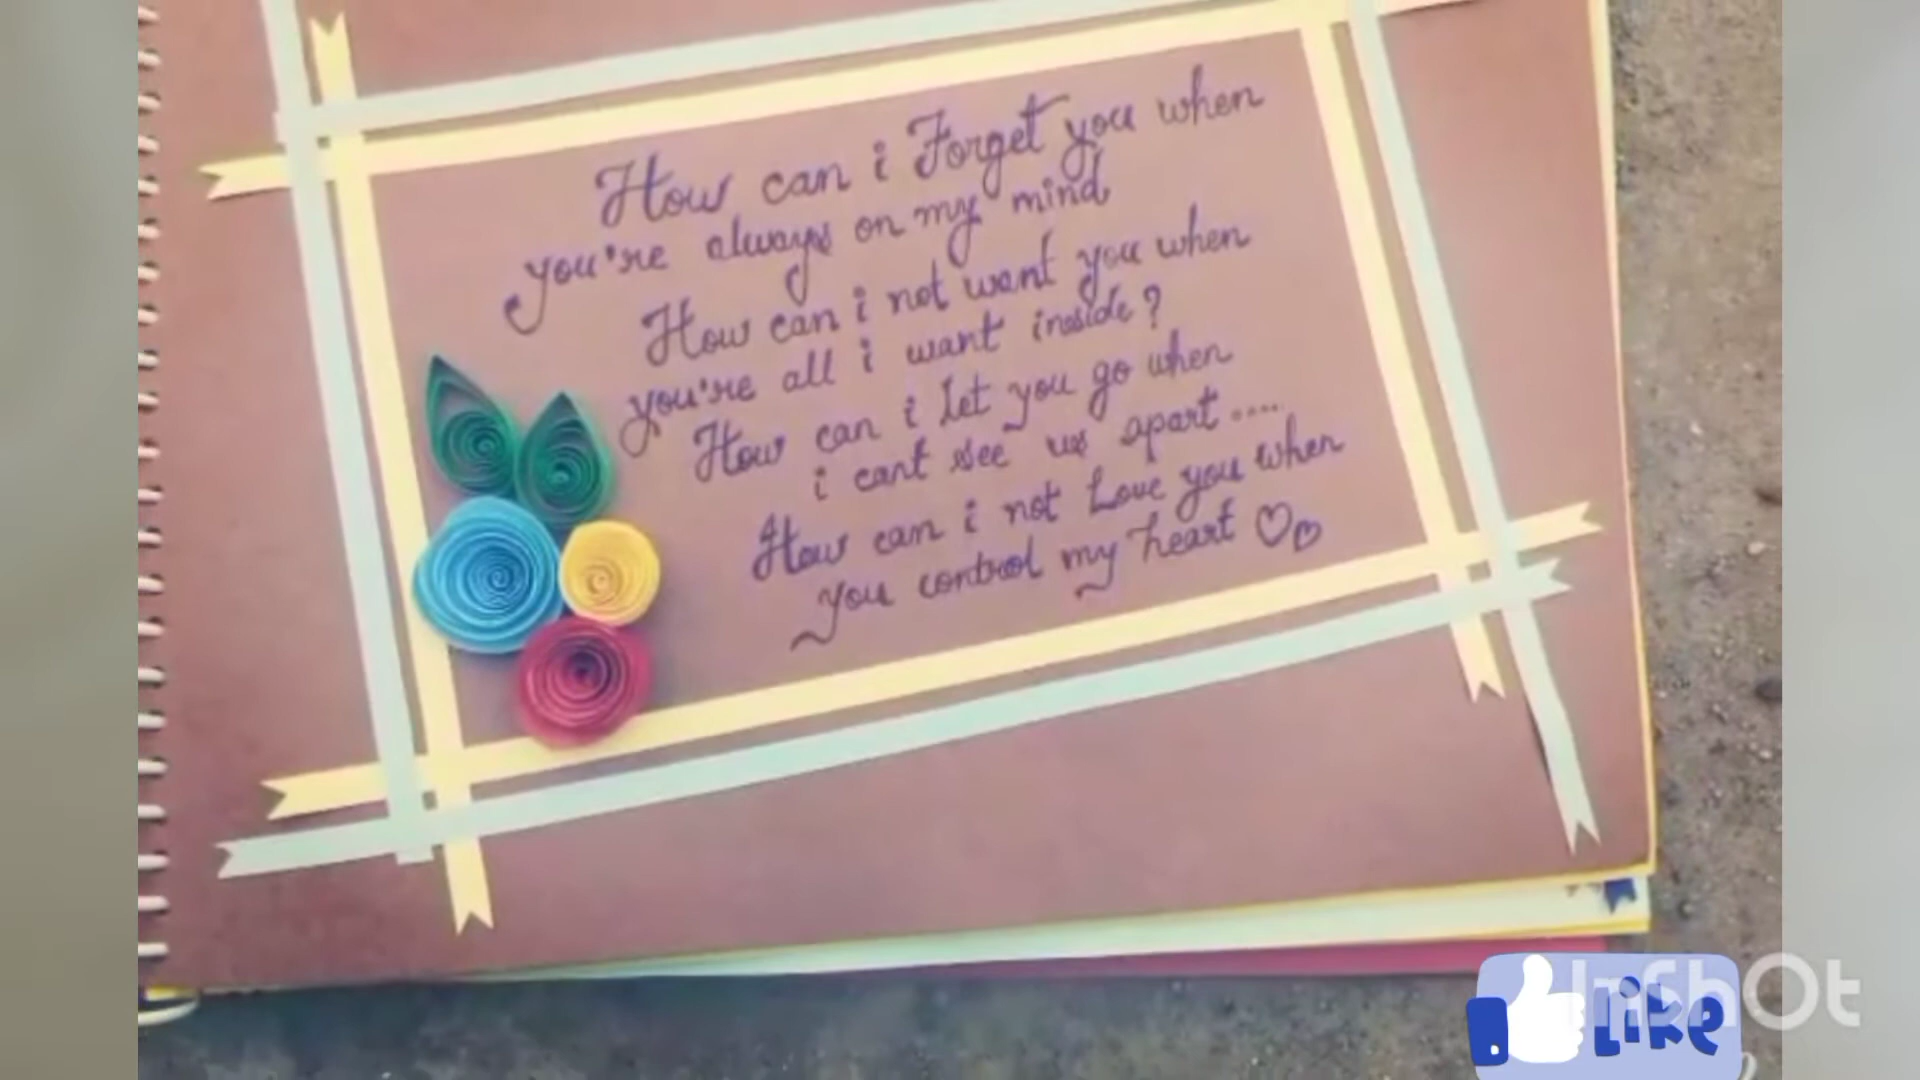 How can i Forget you when
you're always on my mind,
How can i not want you when
you're all i want inside?
How can i let you go when
i cant see us apart....
How can i not Love you when
you control my heart
LIKE
InShOt